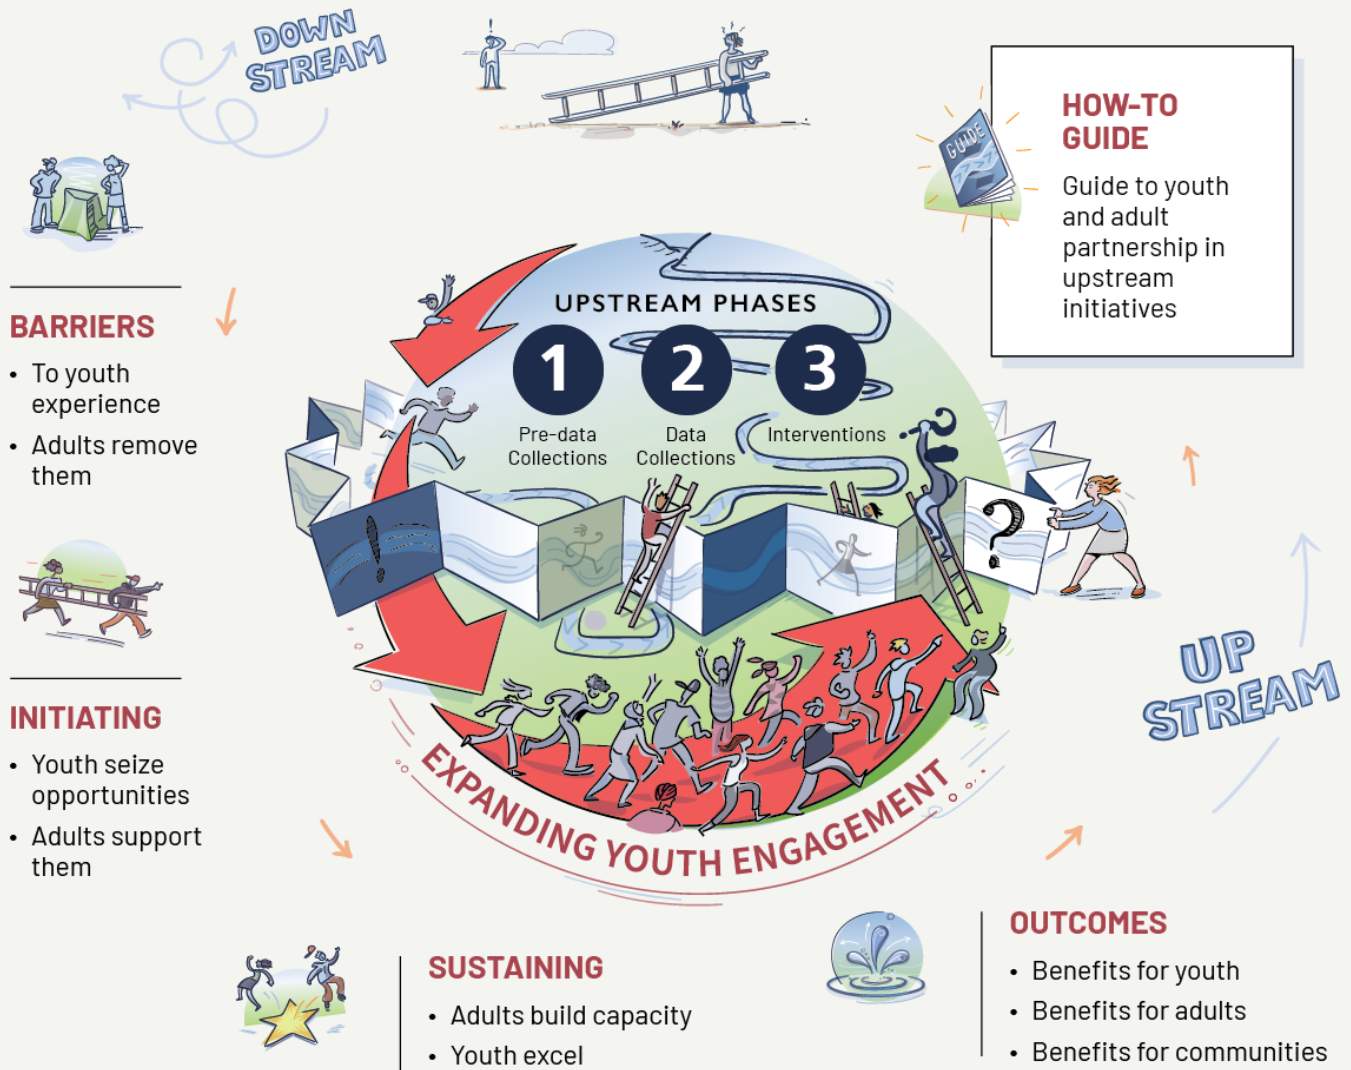 DOWN
STREAM
HOW-TO
GUIDE
GUIDE
Guide to youth
and adult
partnership in
upstream
initiatives
UPSTREAM PHASES
1
2
3
Pre-data
Collections
Data
Collections
Interventions
BARRIERS
• To youth
experience
• Adults remove
them
!
?
UP
STREAM
INITIATING
• Youth seize
opportunities
• Adults support
them
EXPANDING YOUTH ENGAGEMENT
SUSTAINING
• Adults build capacity
• Youth excel
OUTCOMES
• Benefits for youth
• Benefits for adults
• Benefits for communities